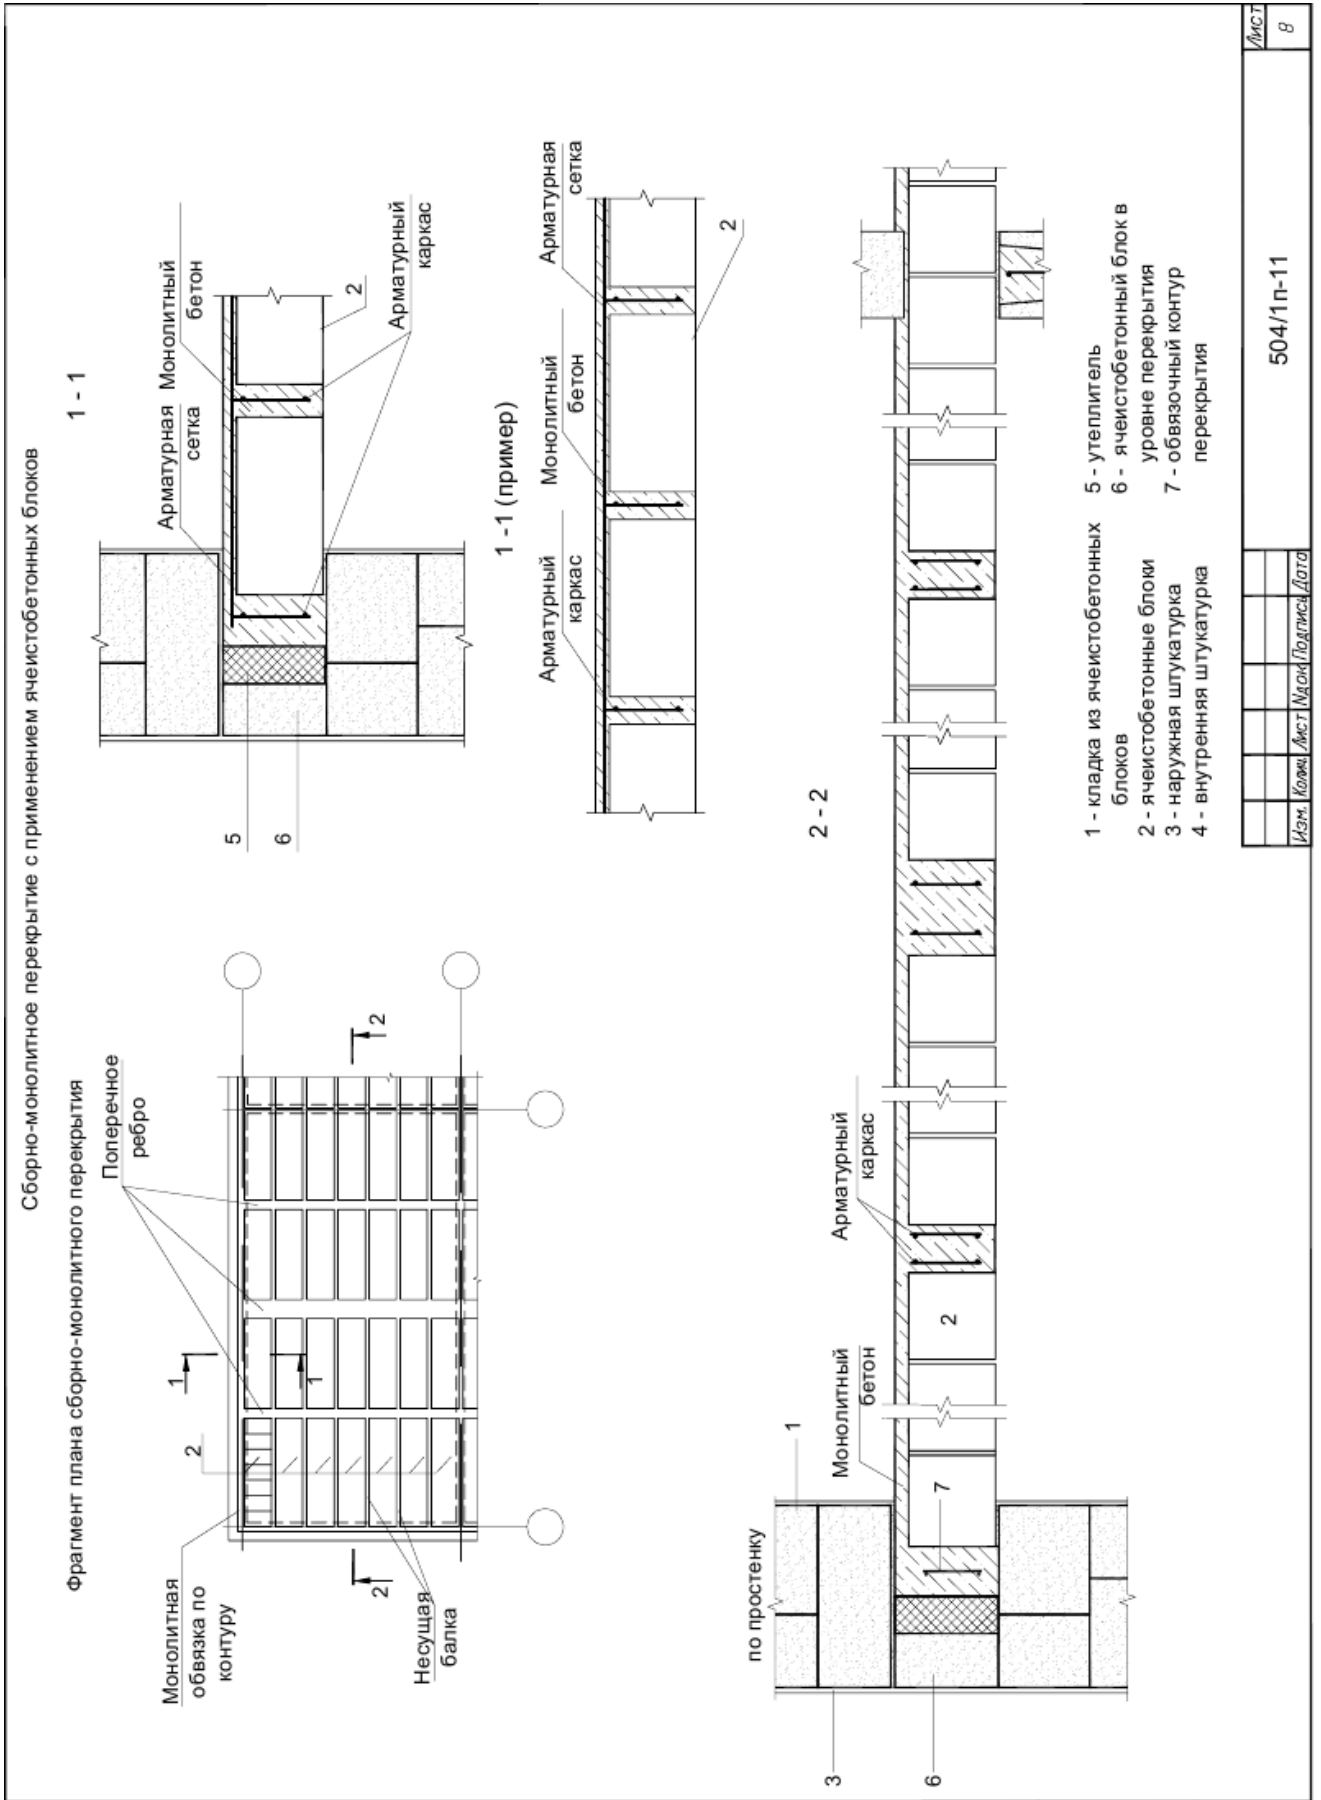 Сборно-монолитное перекрытие с применением ячеистобетонных блоков
Фрагмент плана сборно-монолитного перекрытия
Монолитная
обвязка по
контуру
2
1
1
Поперечное
ребро
Несущая
балка
2
2
1 - 1
Арматурная
сетка
Монолитный
бетон
5
6
2
Арматурный
каркас
1 -1 (пример)
Арматурный
каркас
Монолитный
бетон
Арматурная
сетка
2
2 - 2
по простенку
1
Монолитный
бетон
Арматурный
каркас
7
2
3
6
1 - кладка из ячеистобетонных
блоков
2 - ячеистобетонные блоки
3 - наружная штукатурка
4 - внутренняя штукатурка
5 - утеплитель
6 - ячеистобетонный блок в
уровне перекрытия
7 - обвязочный контур
перекрытия
Изм. Колич. Лист Nдок Подпись Дата
504/1п-11
Лист
8